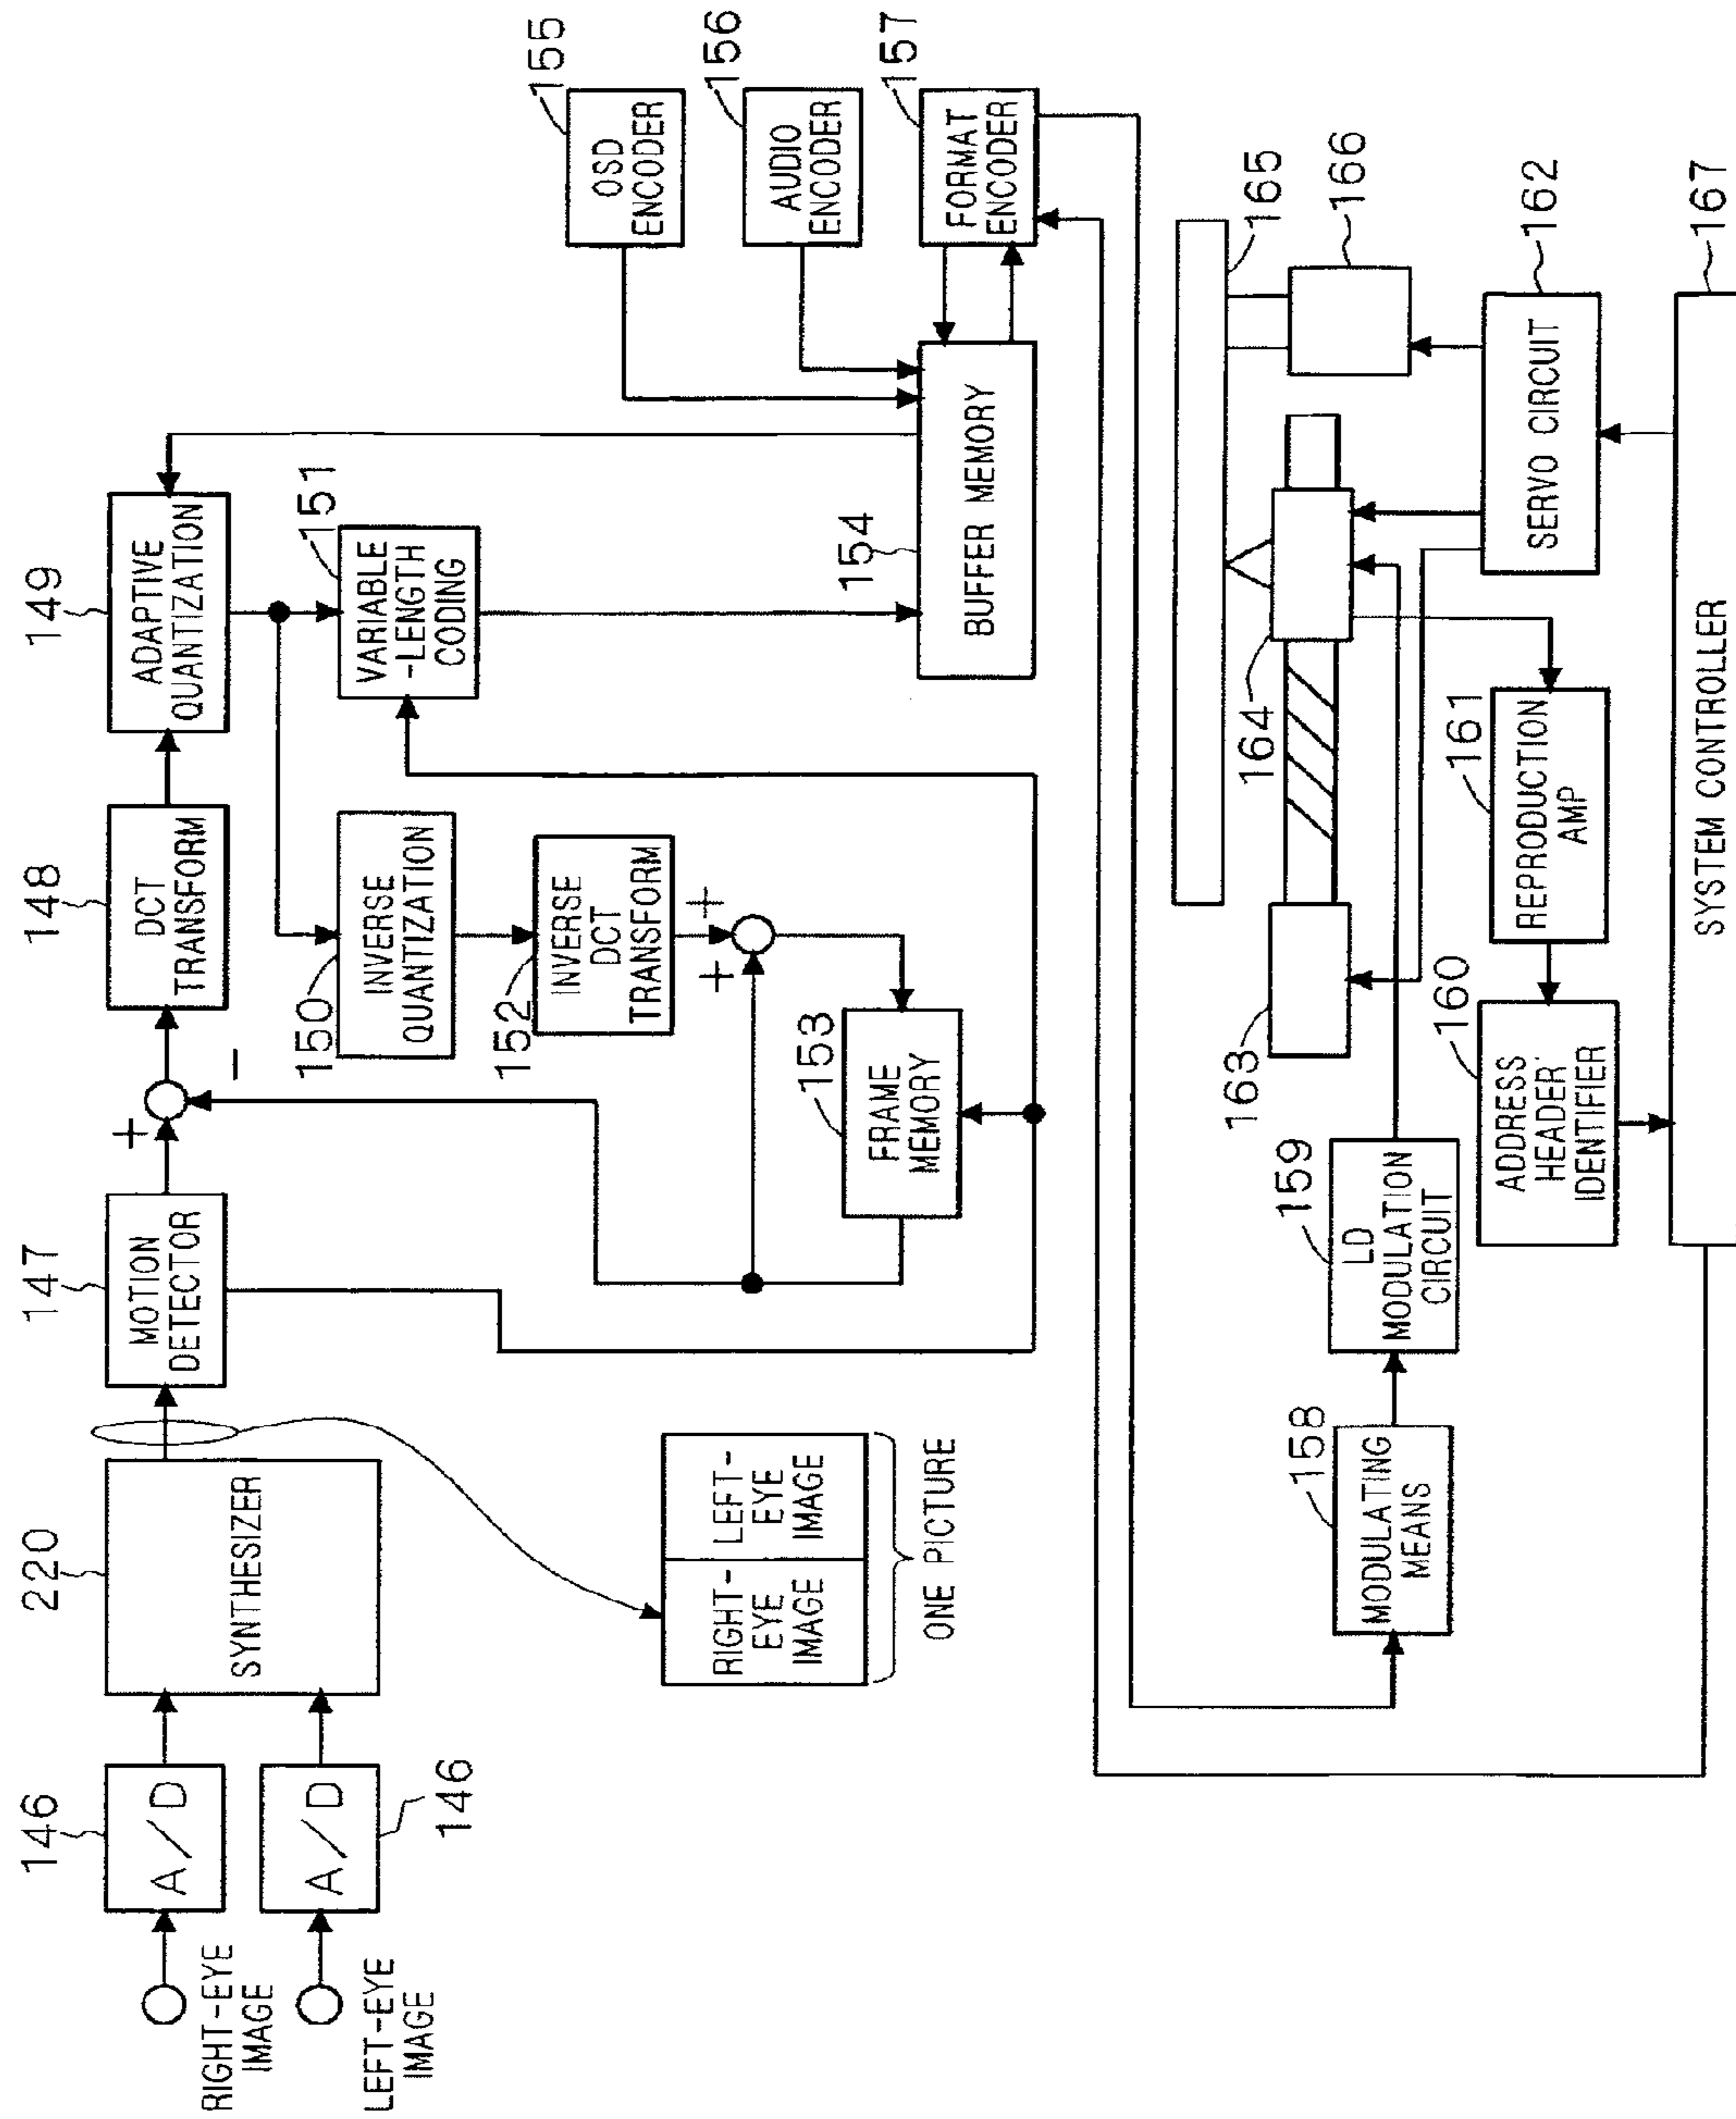 146
A/D
RIGHT-EYE
IMAGE
A/D
146
LEFT-EYE
IMAGE
220
SYNTHESIZER
RIGHT-
EYE
IMAGE
LEFT-
EYE
IMAGE
ONE PICTURE
147
MOTION
DETECTOR
+
-
148
DCT
TRANSFORM
149
ADAPTIVE
QUANTIZATION
150
INVERSE
QUANTIZATION
151
VARIABLE
-LENGTH
CODING
152
INVERSE
DCT
TRANSFORM
+
+
153
FRAME
MEMORY
154
BUFFER MEMORY
155
OSD
ENCODER
156
AUDIO
ENCODER
157
FORMAT
ENCODER
158
MODULATING
MEANS
159
LD
MODULATION
CIRCUIT
163
164
165
166
160
ADDRESS
HEADER
IDENTIFIER
161
REPRODUCTION
AMP
162
SERVO CIRCUIT
167
SYSTEM CONTROLLER